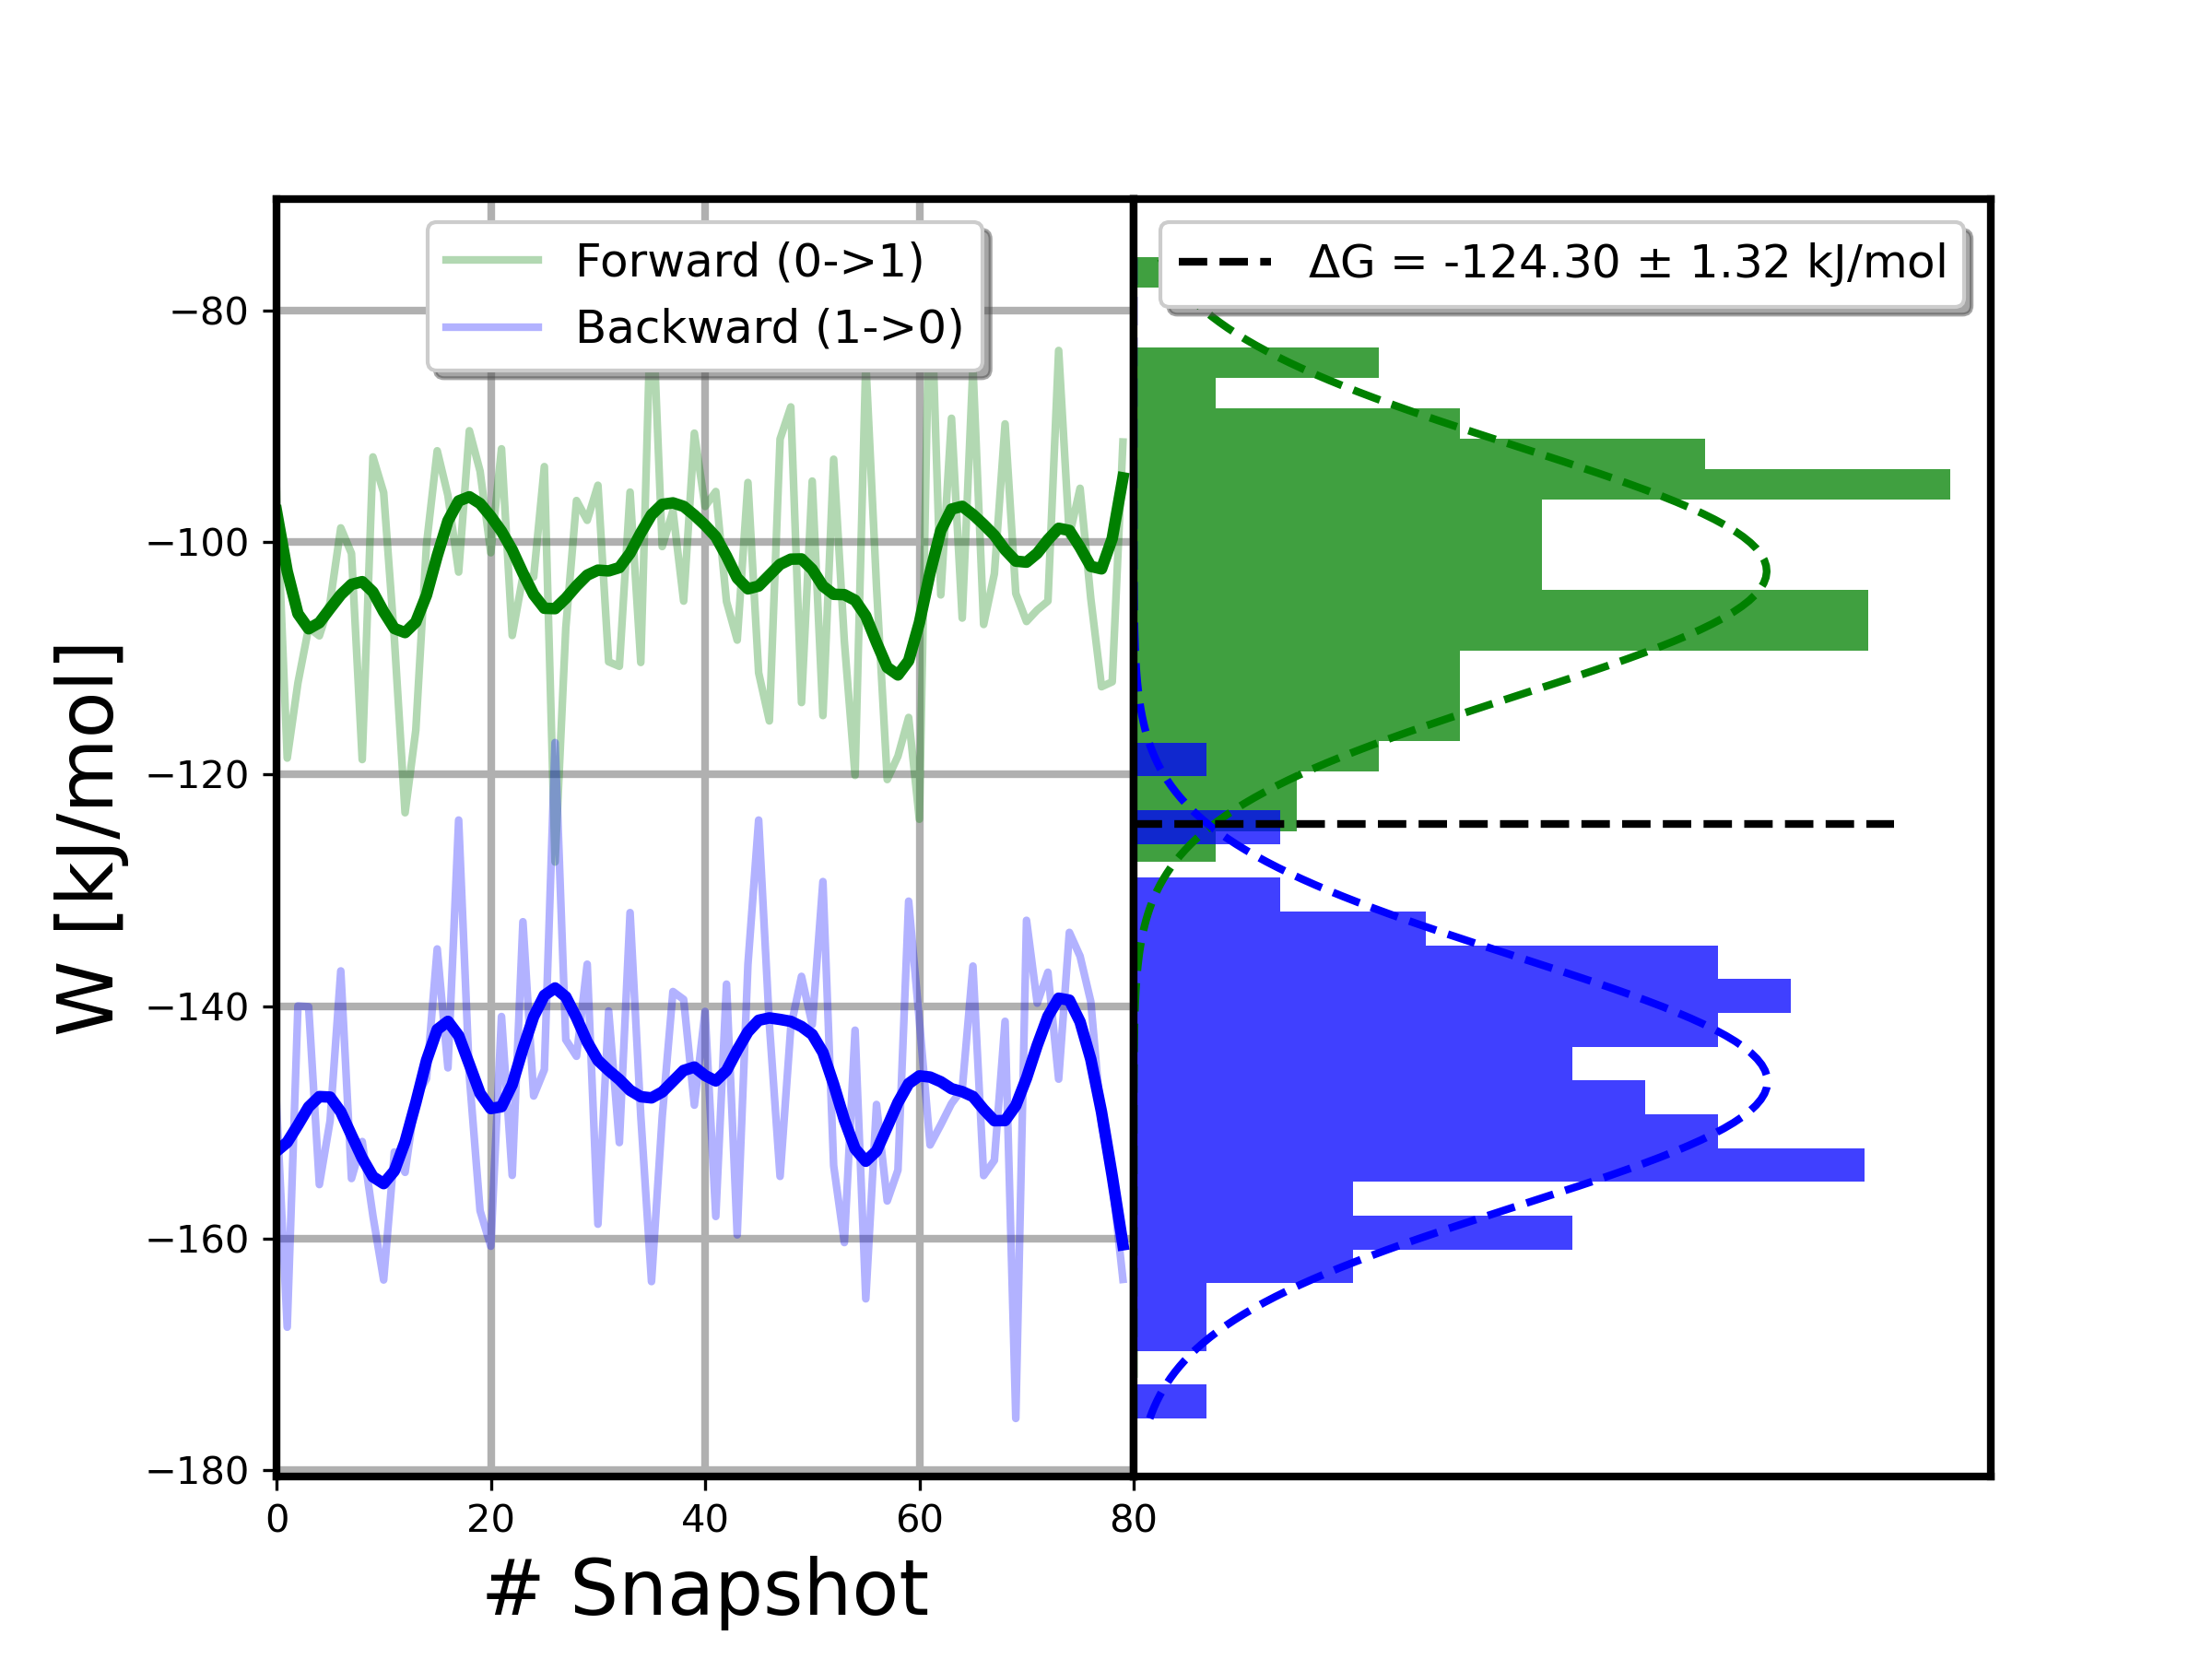 Forward (0->1)
Backward (1->0)
ΔG = -124.30 ± 1.32 kJ/mol
W [kJ/mol]
−80
−100
−120
−140
−160
−180
0 20 40 60 80
# Snapshot